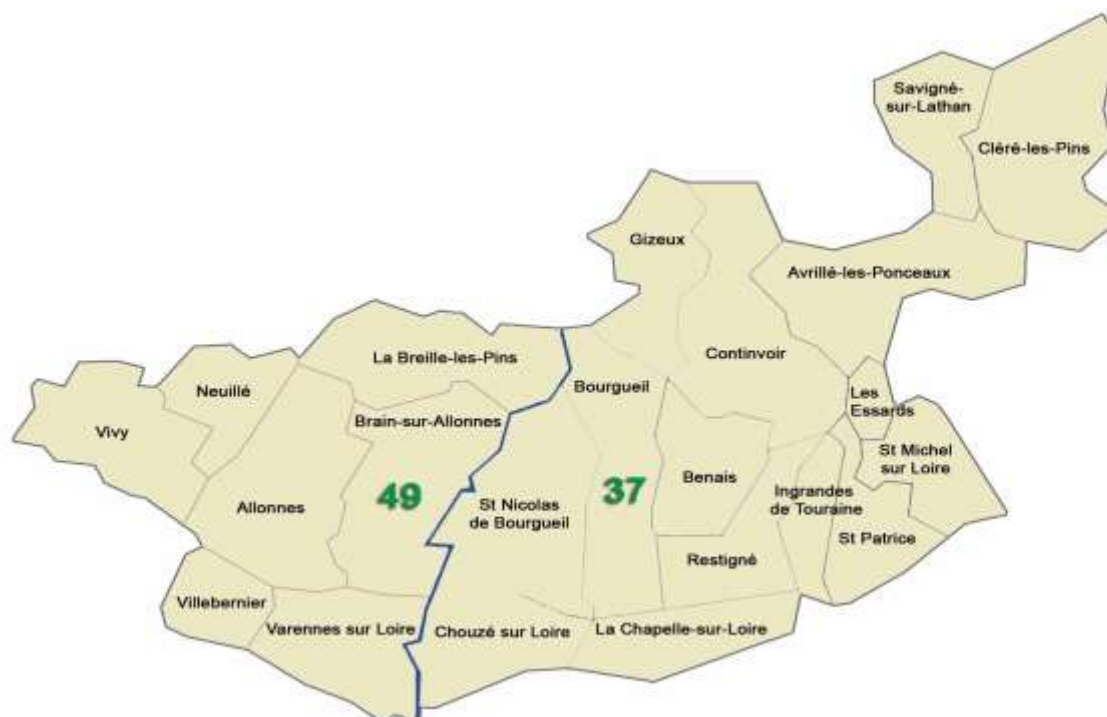 Savigné-
sur-Lathan
Cléré-les-Pins
Gizeux
Avrillé-les-Ponceaux
La Breille-les-Pins
Continvoir
Neuillé
Bourgueil
Les
Essards
Vivy
Brain-sur-Allonnes
St Michel
sur Loire
Benais
49
37
Ingrandes
de Touraine
Allonnes
St Nicolas
de Bourgueil
St Patrice
Restigné
Villebernier
Varennes sur Loire
Chouzé sur Loire
La Chapelle-sur-Loire